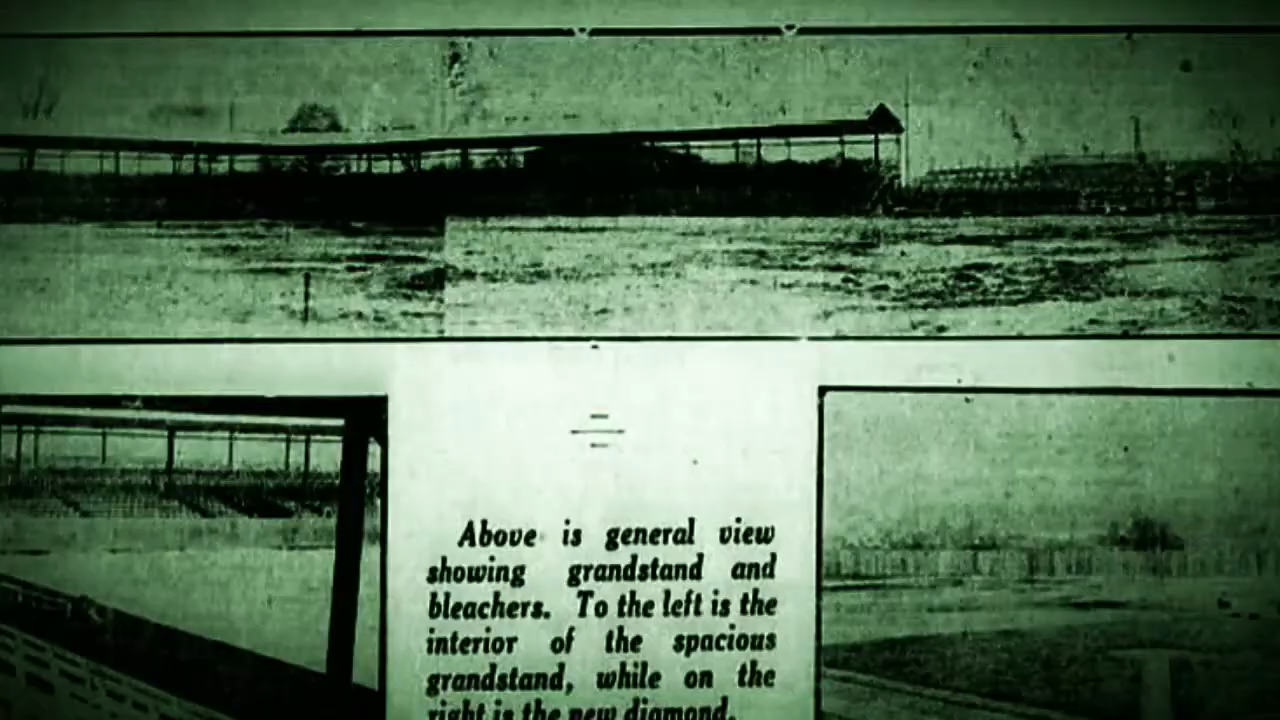 Above is general view
showing grandstand and
bleachers. To the left is the
interior of the spacious
grandstand, while on the
right is the new diamond.